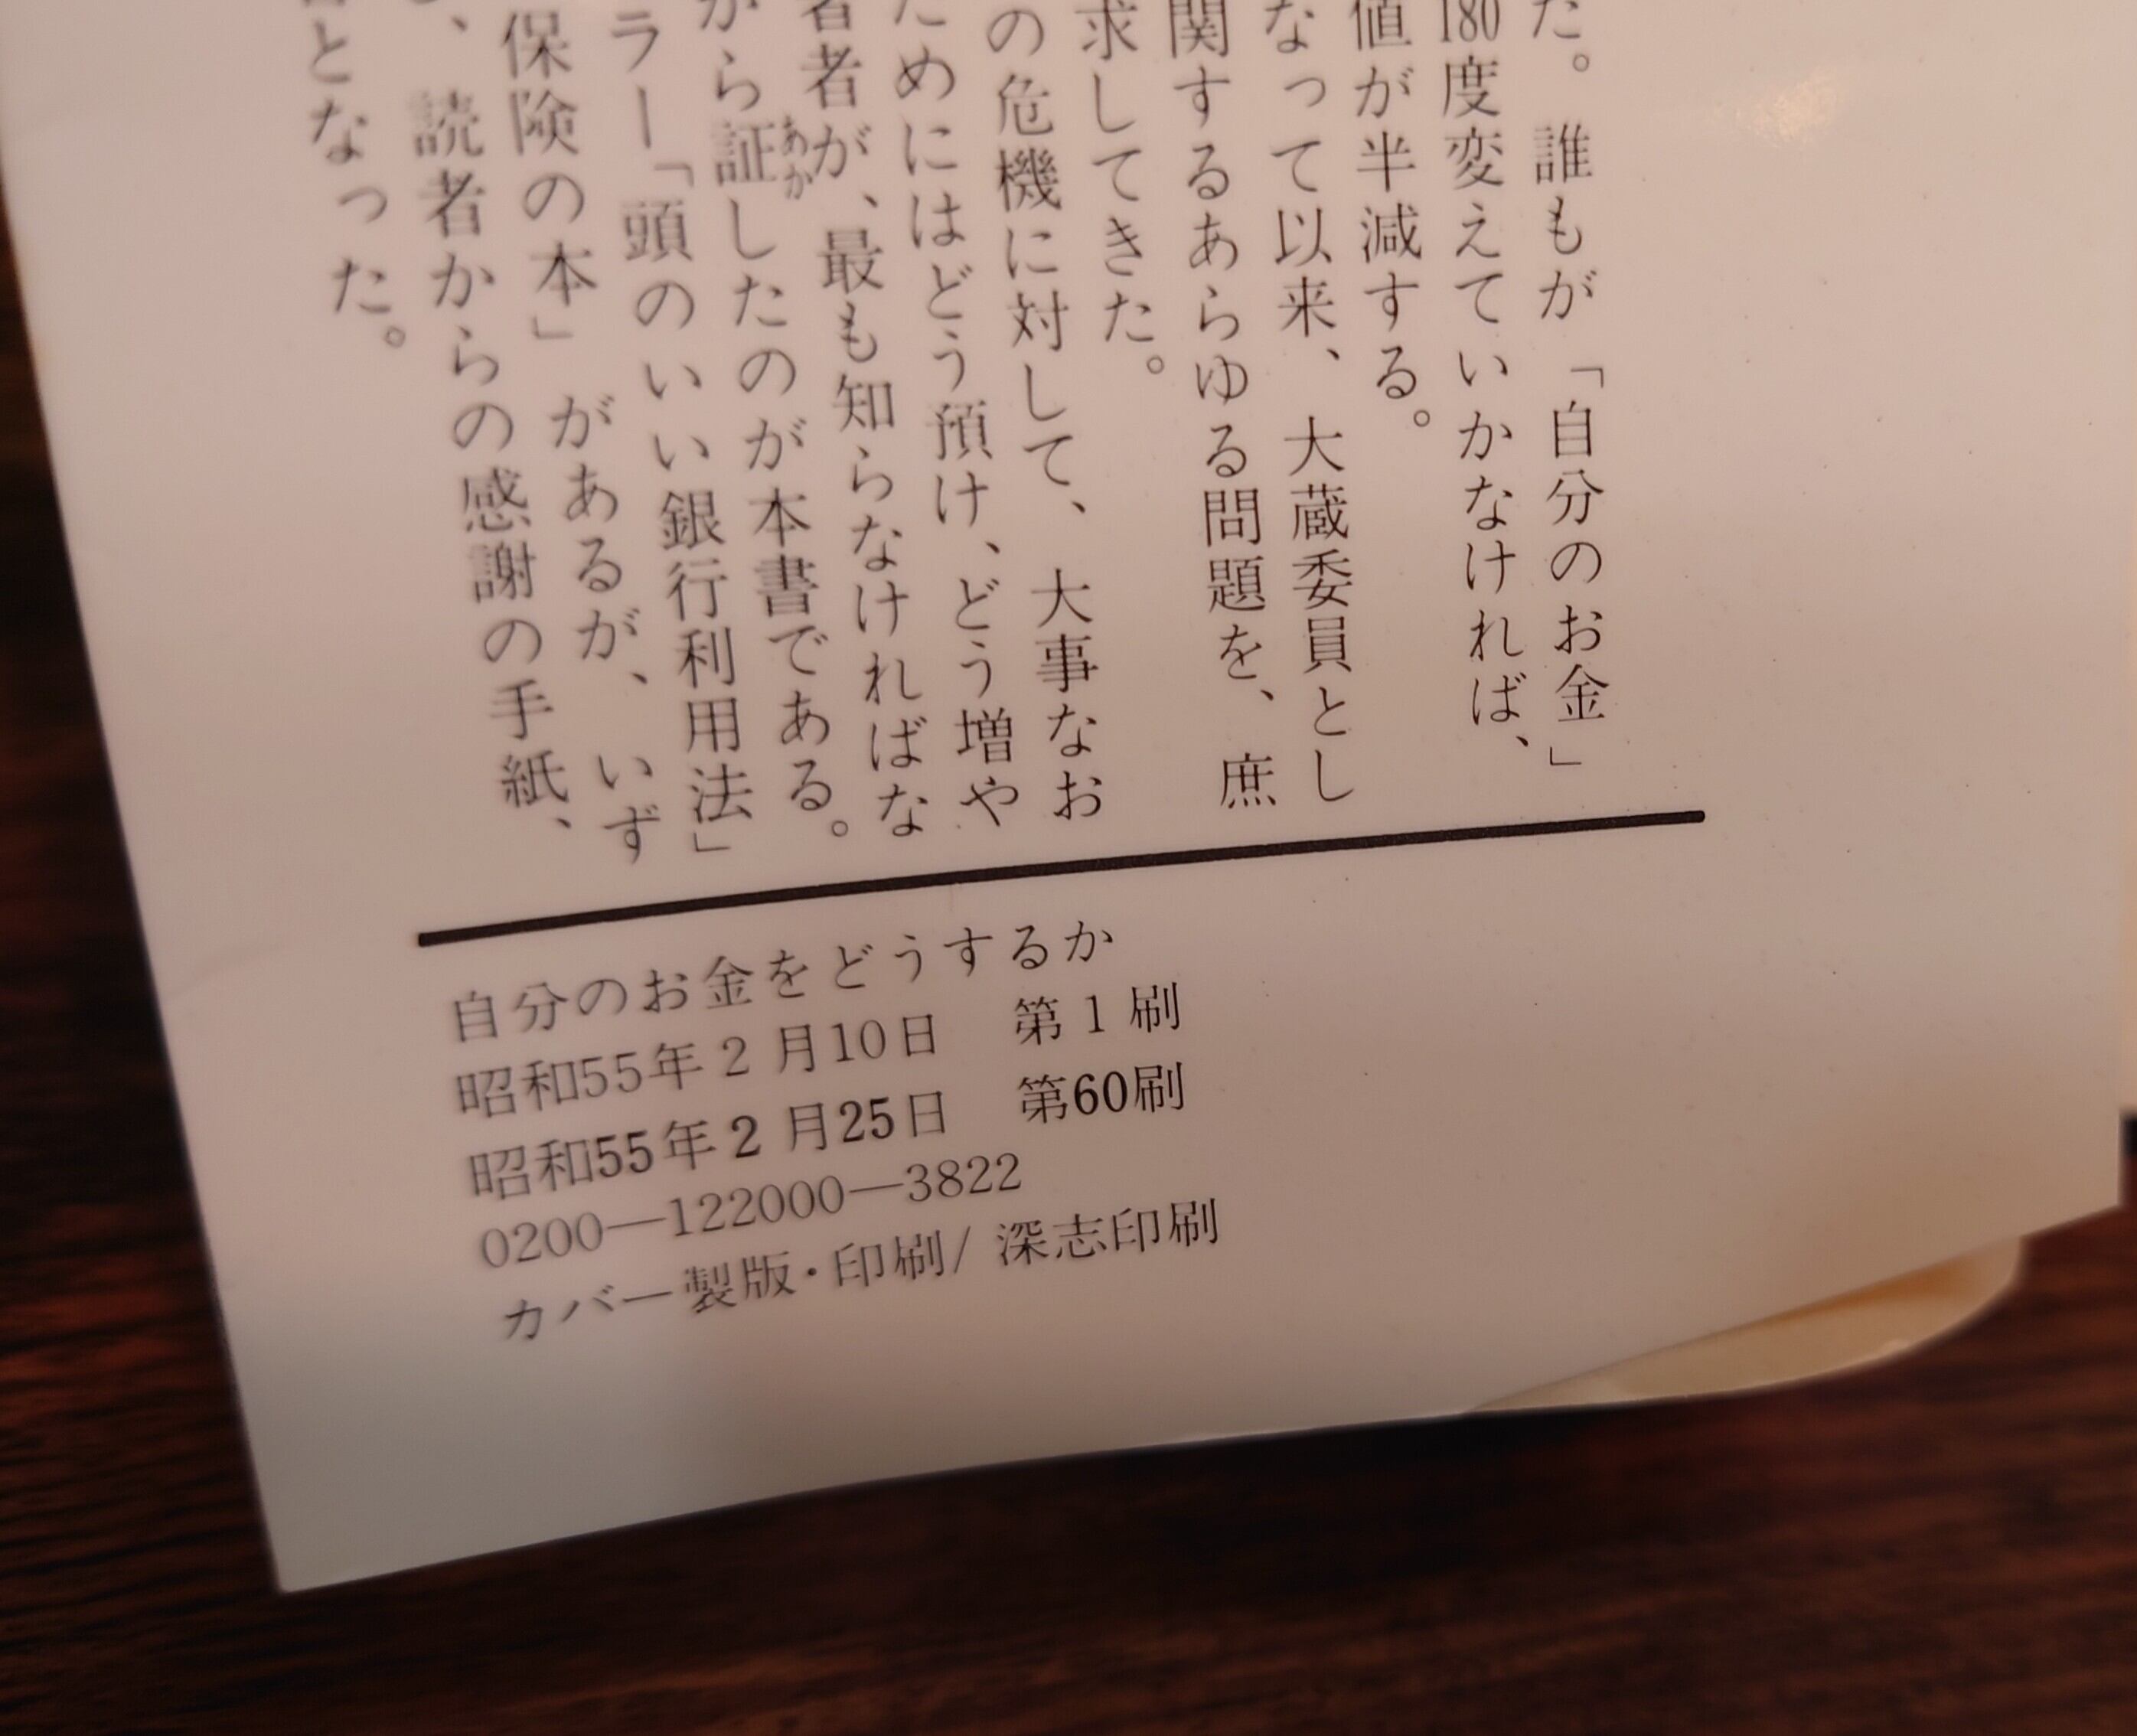 た。誰もが「自分のお金」
180度変えていかなければ、
値が半減する。
なって以来、大蔵委員とし
関するあらゆる問題を、庶
求してきた。
の危機に対して、大事なお
ためにはどう預け、どう増や
著者が、最も知らなければな
から証したのが本書である。
あか
ラー「頭のいい銀行利用法」
保険の本」があるが、いず
、読者からの感謝の手紙、
となった。
自分のお金をどうするか
昭和55年2月10日 第1刷
昭和55年2月25日 第60刷
0200—122000—3822
カバー製版・印刷/深志印刷